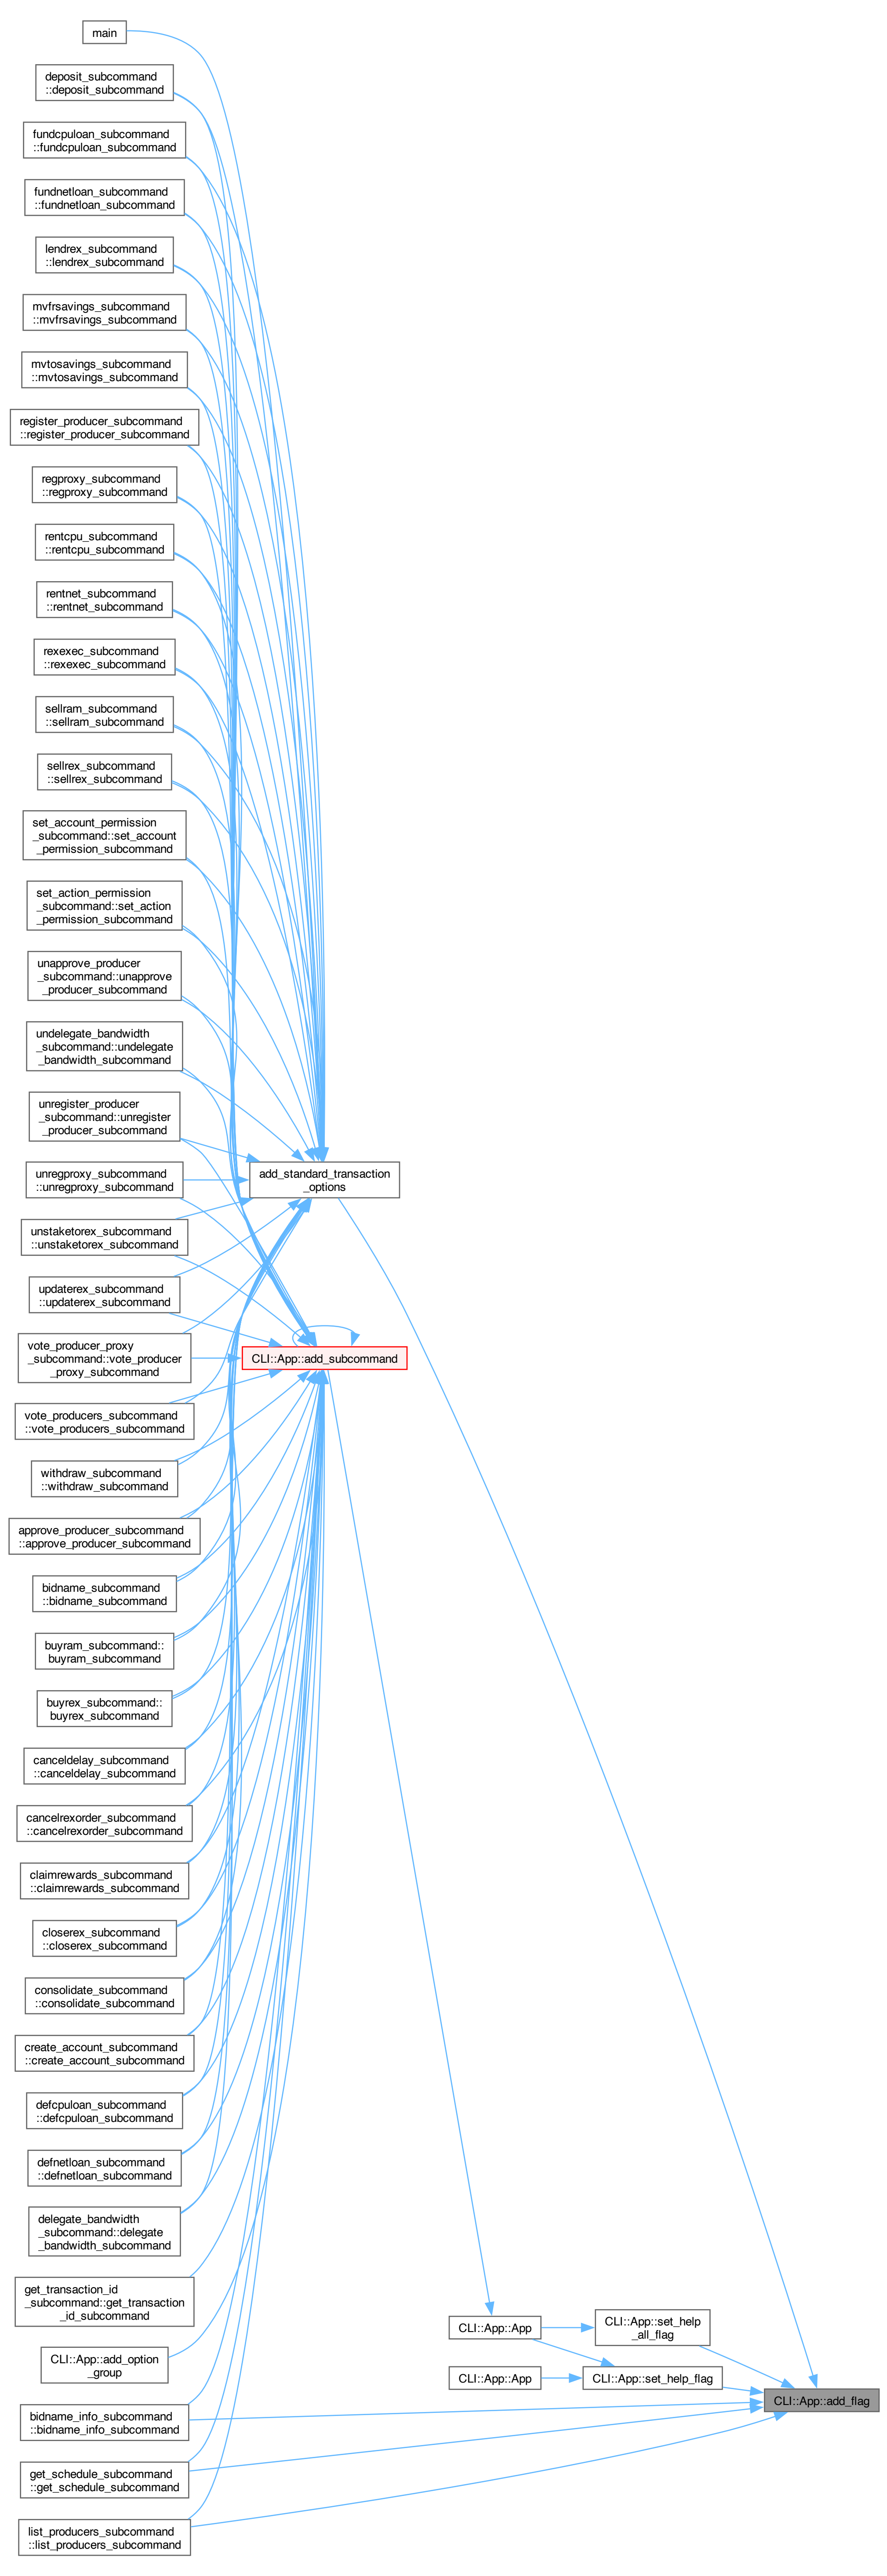 main
deposit_subcommand
::deposit_subcommand
fundcpuloan_subcommand
::fundcpuloan_subcommand
fundnetloan_subcommand
::fundnetloan_subcommand
lendrex_subcommand
::lendrex_subcommand
mvfrsavings_subcommand
::mvfrsavings_subcommand
mvtosavings_subcommand
::mvtosavings_subcommand
register_producer_subcommand
::register_producer_subcommand
regproxy_subcommand
::regproxy_subcommand
rentcpu_subcommand
::rentcpu_subcommand
rentnet_subcommand
::rentnet_subcommand
rexexec_subcommand
::rexexec_subcommand
sellram_subcommand
::sellram_subcommand
sellrex_subcommand
::sellrex_subcommand
set_account_permission
_subcommand::set_account
_permission_subcommand
set_action_permission
_subcommand::set_action
_permission_subcommand
unapprove_producer
_subcommand::unapprove
_producer_subcommand
undelegate_bandwidth
_subcommand::undelegate
_bandwidth_subcommand
unregister_producer
_subcommand::unregister
_producer_subcommand
unregproxy_subcommand
::unregproxy_subcommand
add_standard_transaction
_options
unstaketorex_subcommand
::unstaketorex_subcommand
updaterex_subcommand
::updaterex_subcommand
vote_producer_proxy
_subcommand::vote_producer
_proxy_subcommand
CLI::App::add_subcommand
vote_producers_subcommand
::vote_producers_subcommand
withdraw_subcommand
::withdraw_subcommand
approve_producer_subcommand
::approve_producer_subcommand
bidname_subcommand
::bidname_subcommand
buyram_subcommand::
buyram_subcommand
buyrex_subcommand::
buyrex_subcommand
canceldelay_subcommand
::canceldelay_subcommand
cancelrexorder_subcommand
::cancelrexorder_subcommand
claimrewards_subcommand
::claimrewards_subcommand
closerex_subcommand
::closerex_subcommand
consolidate_subcommand
::consolidate_subcommand
create_account_subcommand
::create_account_subcommand
defcpuloan_subcommand
::defcpuloan_subcommand
defnetloan_subcommand
::defnetloan_subcommand
delegate_bandwidth
_subcommand::delegate
_bandwidth_subcommand
get_transaction_id
_subcommand::get_transaction
_id_subcommand
CLI::App::App
CLI::App::set_help
_all_flag
CLI::App::add_option
_group
CLI::App::App
CLI::App::set_help_flag
CLI::App::add_flag
bidname_info_subcommand
::bidname_info_subcommand
get_schedule_subcommand
::get_schedule_subcommand
list_producers_subcommand
::list_producers_subcommand